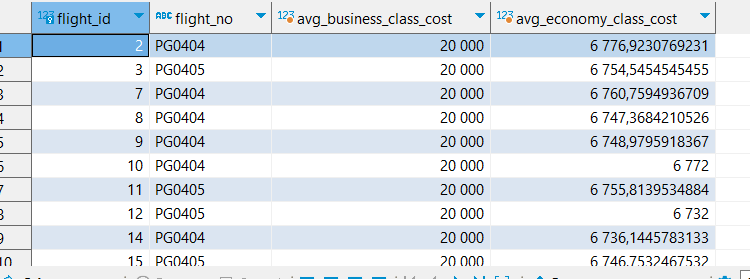 123 flight_id ABC flight_no 123 avg_business_class_cost 123 avg_economy_class_cost
1 2 PG0404 20 000 6 776,9230769231
2 3 PG0405 20 000 6 754,5454545455
3 7 PG0404 20 000 6 760,7594936709
4 8 PG0404 20 000 6 747,3684210526
5 9 PG0404 20 000 6 748,9795918367
6 10 PG0404 20 000 6 772
7 11 PG0405 20 000 6 755,8139534884
8 12 PG0405 20 000 6 732
9 14 PG0404 20 000 6 736,1445783133
10 15 PG0405 20 000 6 746,7532467532